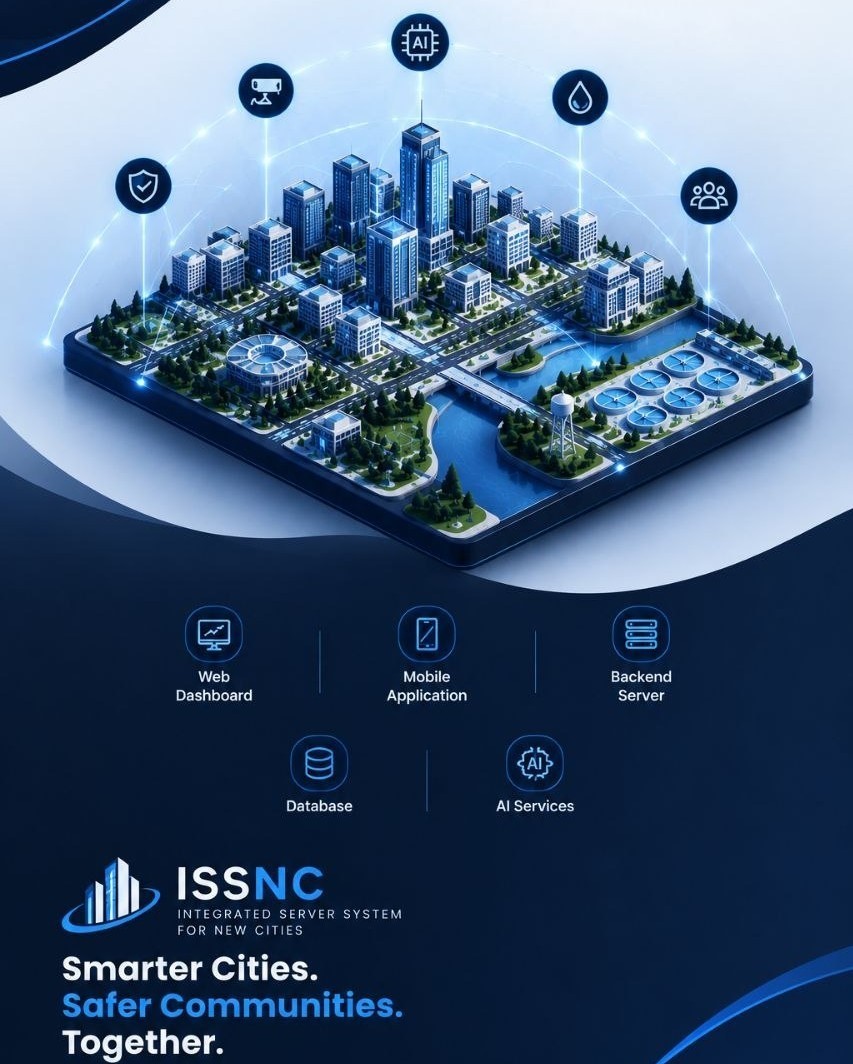 AI
Web
Dashboard
Mobile
Application
Backend
Server
Database
AI
AI Services
ISSNC
INTEGRATED SERVER SYSTEM
FOR NEW CITIES
Smarter Cities.
Safer Communities.
Together.